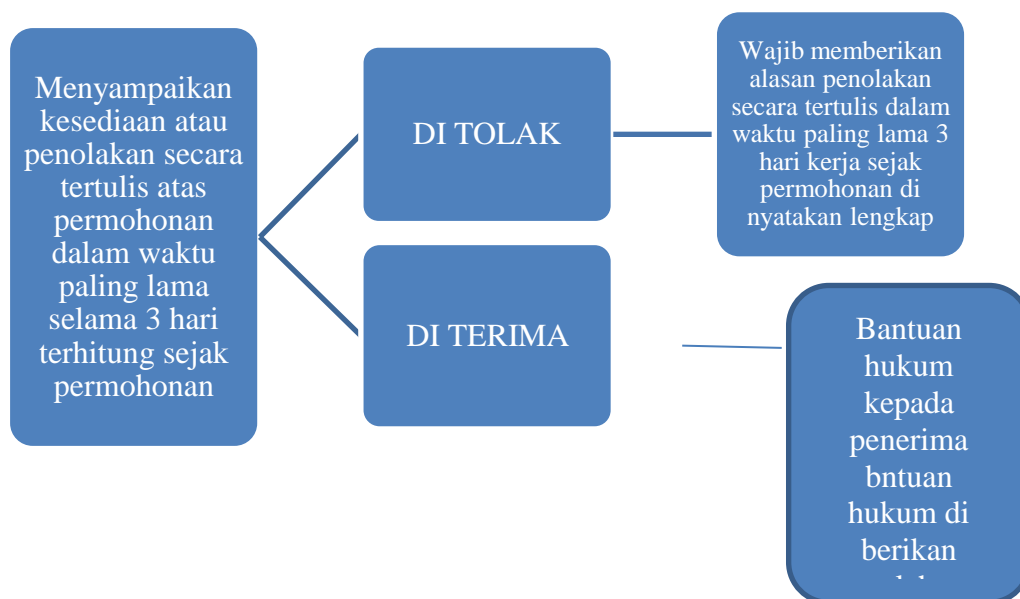 Menyampaikan
kesediaan atau
penolakan secara
tertulis atas
permohonan
dalam waktu
paling lama
selama 3 hari
terhitung sejak
permohonan
DI TOLAK
Wajib memberikan
alasan penolakan
secara tertulis dalam
waktu paling lama 3
hari kerja sejak
permohonan di
nyatakan lengkap
DI TERIMA
Bantuan
hukum
kepada
penerima
bntuan
hukum di
berikan